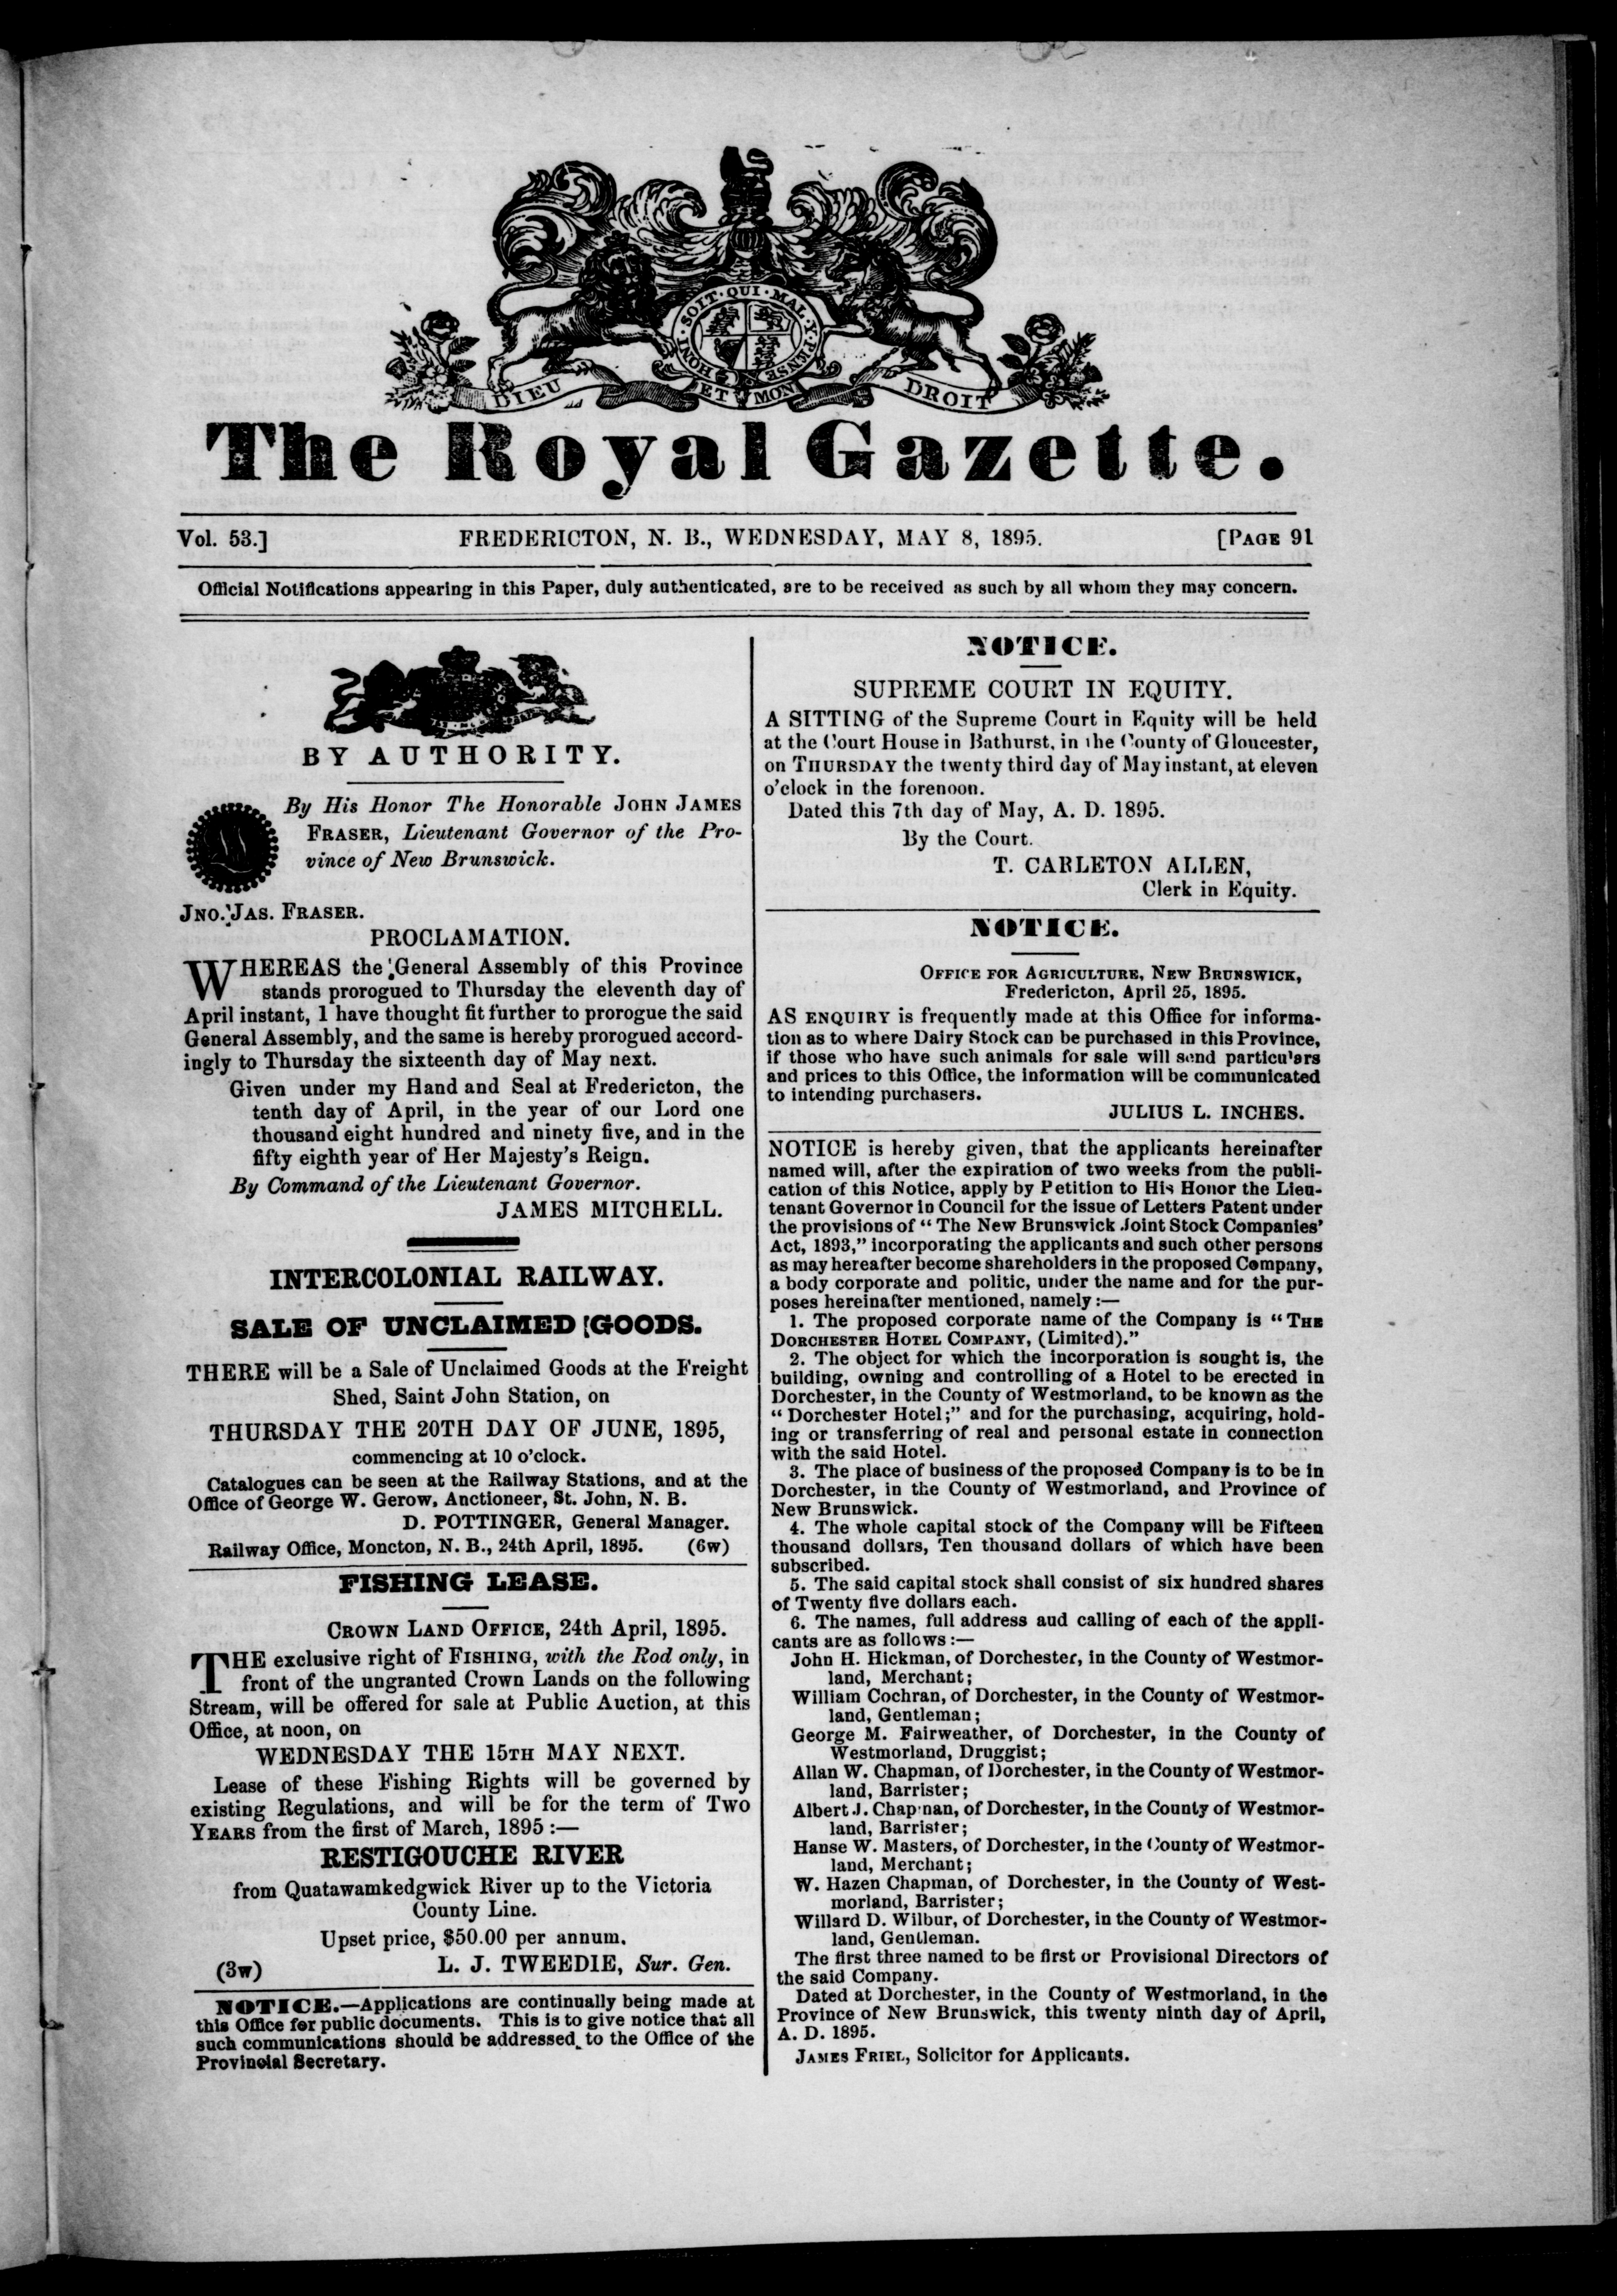 HONI · SOIT · QUI · MAL · Y · PENSE
DIEU ET MON DROIT
The Royal Gazette.
Vol. 53.] FREDERICTON, N. B., WEDNESDAY, MAY 8, 1895. [PAGE 91
Official Notifications appearing in this Paper, duly authenticated, are to be received as such by all whom they may concern.
BY AUTHORITY.
By His Honor The Honorable JOHN JAMES
FRASER, Lieutenant Governor of the Pro-
vince of New Brunswick.
JNO. JAS. FRASER.
PROCLAMATION.
WHEREAS the General Assembly of this Province
stands prorogued to Thursday the eleventh day of
April instant, I have thought fit further to prorogue the said
General Assembly, and the same is hereby prorogued accord-
ingly to Thursday the sixteenth day of May next.
Given under my Hand and Seal at Fredericton, the
tenth day of April, in the year of our Lord one
thousand eight hundred and ninety five, and in the
fifty eighth year of Her Majesty's Reign.
By Command of the Lieutenant Governor.
JAMES MITCHELL.
INTERCOLONIAL RAILWAY.
SALE OF UNCLAIMED [GOODS.
THERE will be a Sale of Unclaimed Goods at the Freight
Shed, Saint John Station, on
THURSDAY THE 20TH DAY OF JUNE, 1895,
commencing at 10 o'clock.
Catalogues can be seen at the Railway Stations, and at the
Office of George W. Gerow, Anctioneer, St. John, N. B.
D. POTTINGER, General Manager.
Railway Office, Moncton, N. B., 24th April, 1895. (6w)
FISHING LEASE.
CROWN LAND OFFICE, 24th April, 1895.
THE exclusive right of FISHING, with the Rod only, in
front of the ungranted Crown Lands on the following
Stream, will be offered for sale at Public Auction, at this
Office, at noon, on
WEDNESDAY THE 15TH MAY NEXT.
Lease of these Fishing Rights will be governed by
existing Regulations, and will be for the term of Two
YEARS from the first of March, 1895 :—
RESTIGOUCHE RIVER
from Quatawamkedgwick River up to the Victoria
County Line.
Upset price, $50.00 per annum.
(3w) L. J. TWEEDIE, Sur. Gen.
NOTICE.—Applications are continually being made at
this Office for public documents. This is to give notice that all
such communications should be addressed to the Office of the
Provincial Secretary.
NOTICE.
SUPREME COURT IN EQUITY.
A SITTING of the Supreme Court in Equity will be held
at the Court House in Bathurst, in the County of Gloucester,
on THURSDAY the twenty third day of May instant, at eleven
o'clock in the forenoon.
Dated this 7th day of May, A. D. 1895.
By the Court.
T. CARLETON ALLEN,
Clerk in Equity.
NOTICE.
OFFICE FOR AGRICULTURE, NEW BRUNSWICK,
Fredericton, April 25, 1895.
AS ENQUIRY is frequently made at this Office for informa-
tion as to where Dairy Stock can be purchased in this Province,
if those who have such animals for sale will send particulars
and prices to this Office, the information will be communicated
to intending purchasers.
JULIUS L. INCHES.
NOTICE is hereby given, that the applicants hereinafter
named will, after the expiration of two weeks from the publi-
cation of this Notice, apply by Petition to His Honor the Lieu-
tenant Governor in Council for the issue of Letters Patent under
the provisions of "The New Brunswick Joint Stock Companies'
Act, 1893," incorporating the applicants and such other persons
as may hereafter become shareholders in the proposed Company,
a body corporate and politic, under the name and for the pur-
poses hereinafter mentioned, namely :—
1. The proposed corporate name of the Company is "THE
DORCHESTER HOTEL COMPANY, (Limited)."
2. The object for which the incorporation is sought is, the
building, owning and controlling of a Hotel to be erected in
Dorchester, in the County of Westmorland, to be known as the
"Dorchester Hotel;" and for the purchasing, acquiring, hold-
ing or transferring of real and personal estate in connection
with the said Hotel.
3. The place of business of the proposed Company is to be in
Dorchester, in the County of Westmorland, and Province of
New Brunswick.
4. The whole capital stock of the Company will be Fifteen
thousand dollars, Ten thousand dollars of which have been
subscribed.
5. The said capital stock shall consist of six hundred shares
of Twenty five dollars each.
6. The names, full address aud calling of each of the appli-
cants are as follows :—
John H. Hickman, of Dorchester, in the County of Westmor-
land, Merchant;
William Cochran, of Dorchester, in the County of Westmor-
land, Gentleman;
George M. Fairweather, of Dorchester, in the County of
Westmorland, Druggist;
Allan W. Chapman, of Dorchester, in the County of Westmor-
land, Barrister;
Albert J. Chapman, of Dorchester, in the County of Westmor-
land, Barrister;
Hanse W. Masters, of Dorchester, in the County of Westmor-
land, Merchant;
W. Hazen Chapman, of Dorchester, in the County of West-
morland, Barrister;
Willard D. Wilbur, of Dorchester, in the County of Westmor-
land, Gentleman.
The first three named to be first or Provisional Directors of
the said Company.
Dated at Dorchester, in the County of Westmorland, in the
Province of New Brunswick, this twenty ninth day of April,
A. D. 1895.
JAMES FRIEL, Solicitor for Applicants.